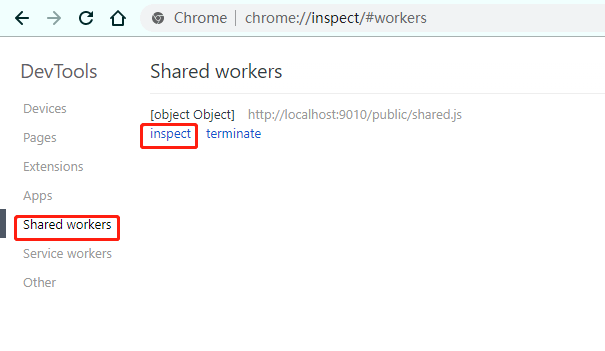 Chrome | chrome://inspect/#workers
DevTools
Devices
Pages
Extensions
Apps
Shared workers
Service workers
Other
Shared workers
[object Object] http://localhost:9010/public/shared.js
inspect terminate